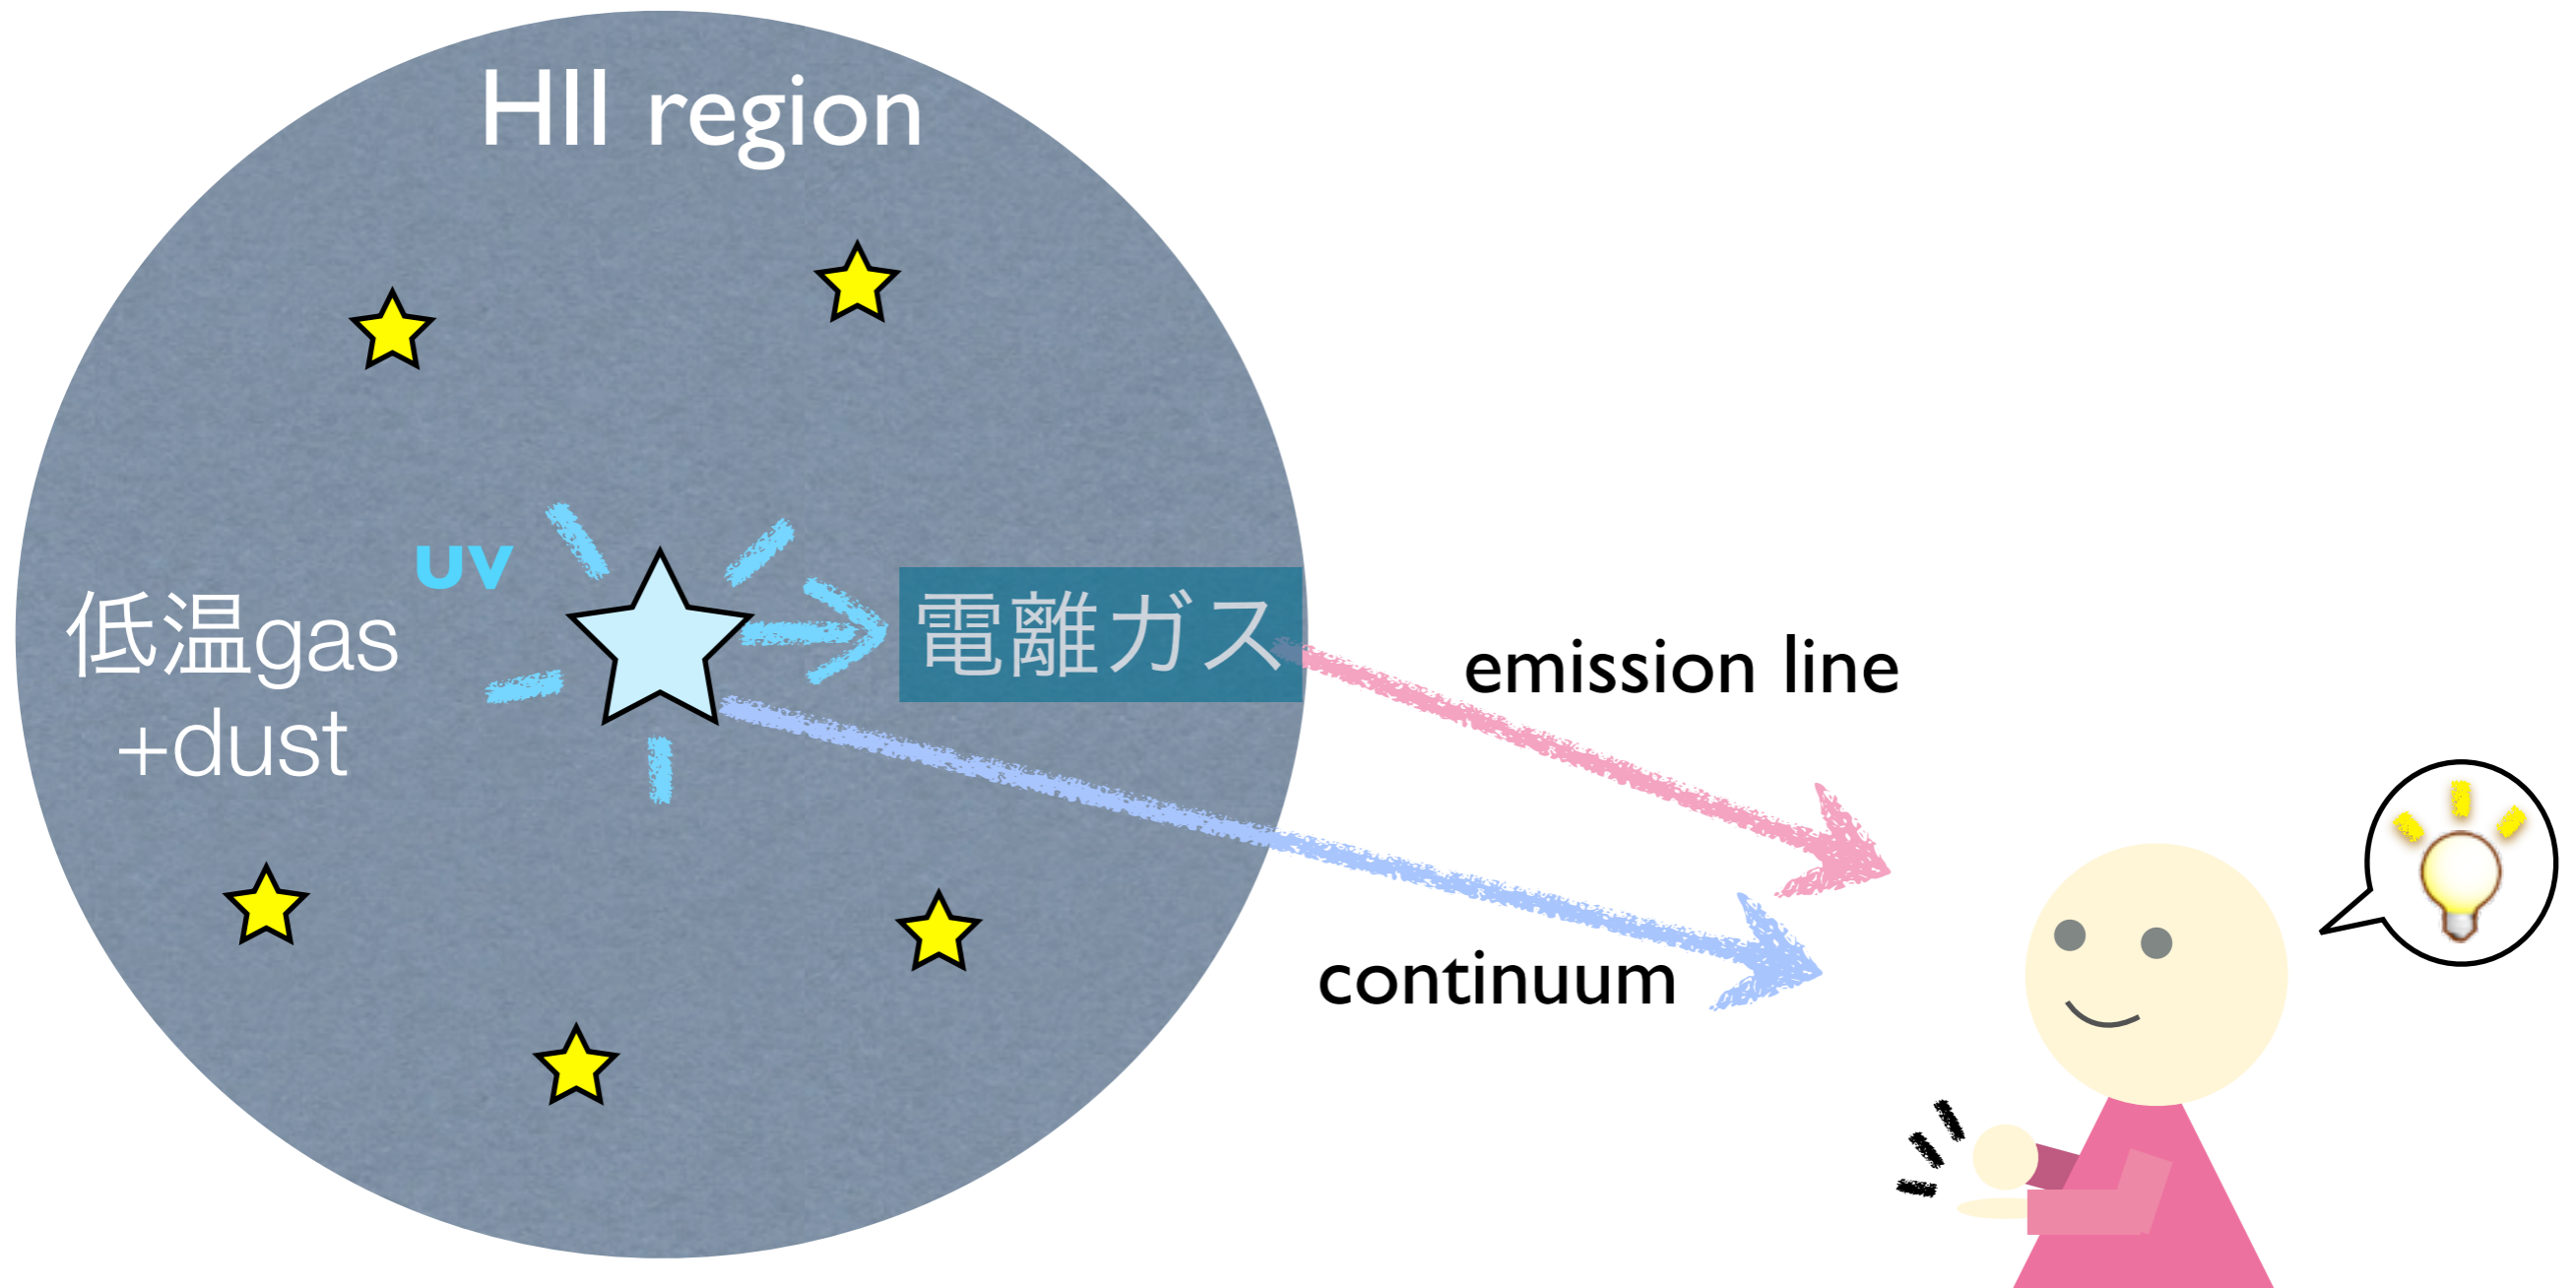 HII region
UV
低温gas
+dust
電離ガス
emission line
continuum